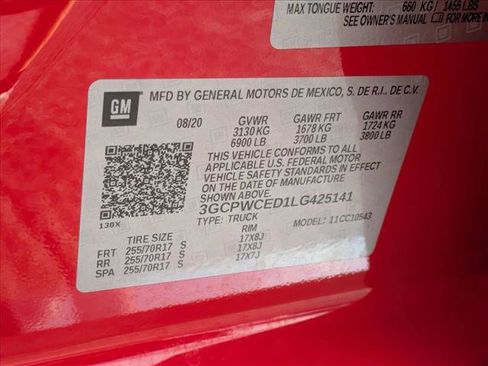 MAX TONGUE WEIGHT: 660 KG / 1455 LBS
SEE OWNER'S MANUAL FOR MORE IN
GM
MFD BY GENERAL MOTORS DE MEXICO, S. DE R.L. DE C.V.
08/20 GVWR GAWR FRT GAWR RR
3130 KG 1678 KG 1724 KG
6900 LB 3700 LB 3800 LB
THIS VEHICLE CONFORMS TO ALL
APPLICABLE U.S. FEDERAL MOTOR
VEHICLE SAFETY STANDARDS IN EFFECT
ON THE DATE OF MANUFACTURE SHOWN ABOVE.
3GCPWCED1LG425141
TYPE: TRUCK MODEL: 11CC10543
130X
TIRE SIZE RIM
FRT 255/70R17 S 17X8J
RR 255/70R17 S 17X8J
SPA 255/70R17 S 17X7J